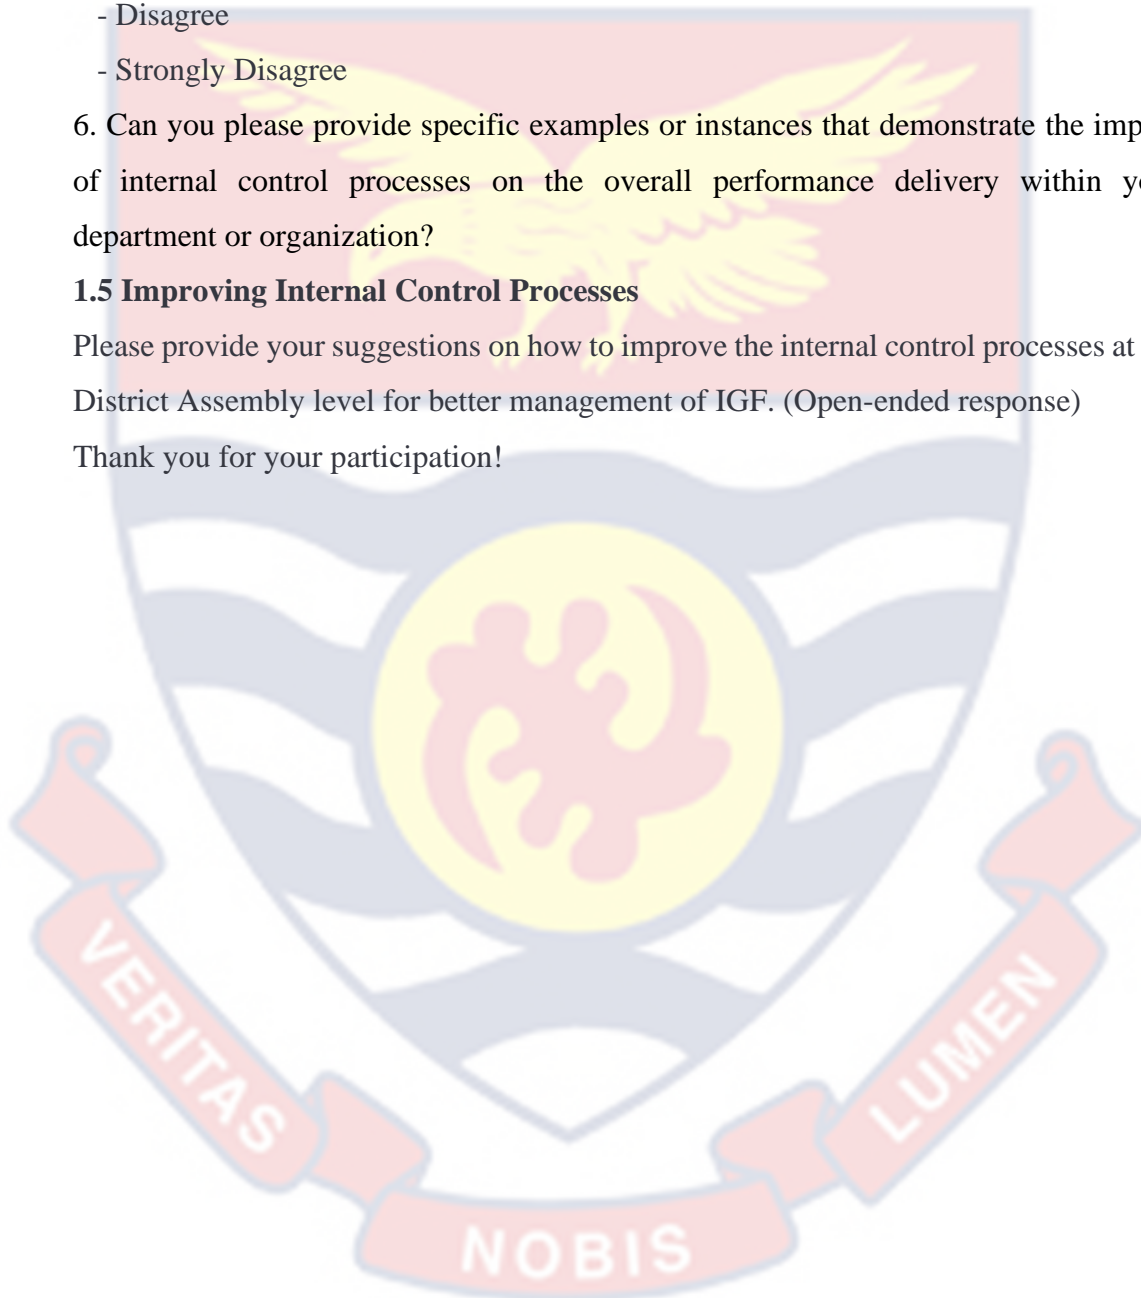 - Disagree
- Strongly Disagree
6. Can you please provide specific examples or instances that demonstrate the imp
of internal control processes on the overall performance delivery within yo
department or organization?
1.5 Improving Internal Control Processes
Please provide your suggestions on how to improve the internal control processes at
District Assembly level for better management of IGF. (Open-ended response)
Thank you for your participation!
VERITAS
NOBIS
LUMEN